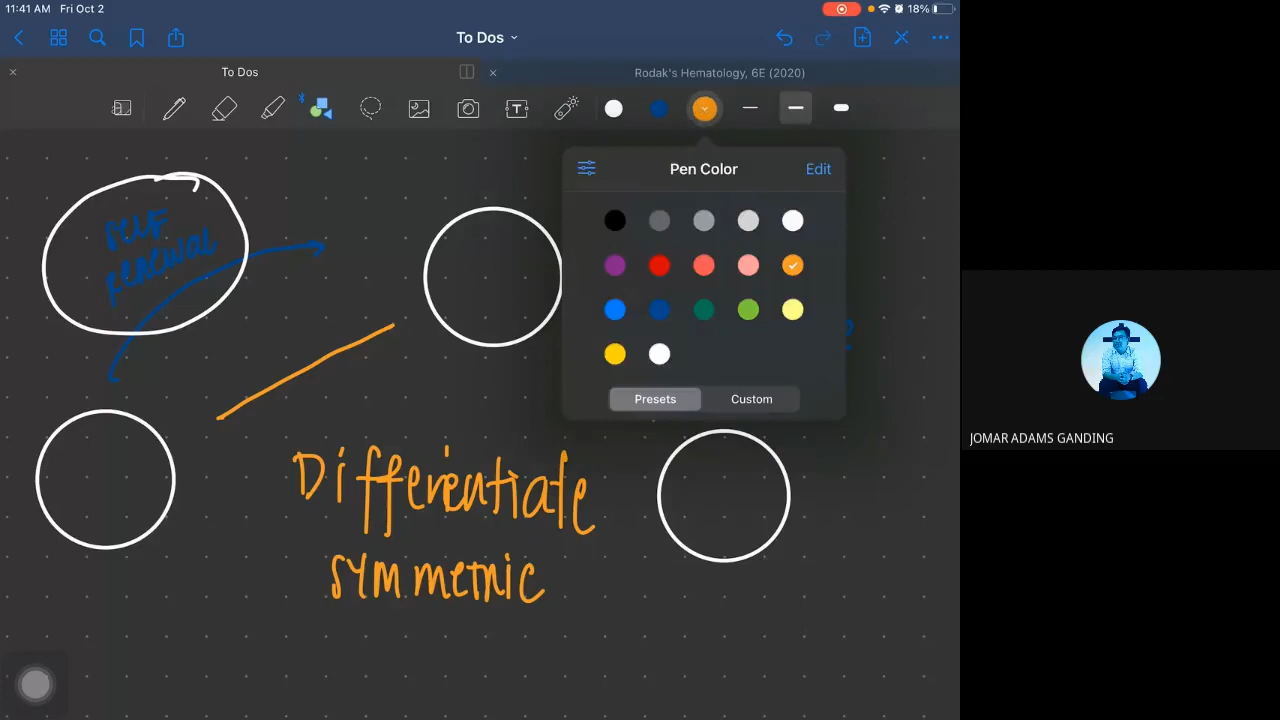 11:41 AM Fri Oct 2
18%
To Dos
To Dos
Rodak's Hematology, 6E (2020)
T
Pen Color
Edit
SELF
RENEWAL
2
Presets
Custom
JOMAR ADAMS GANDING
Differentiate
symmetric